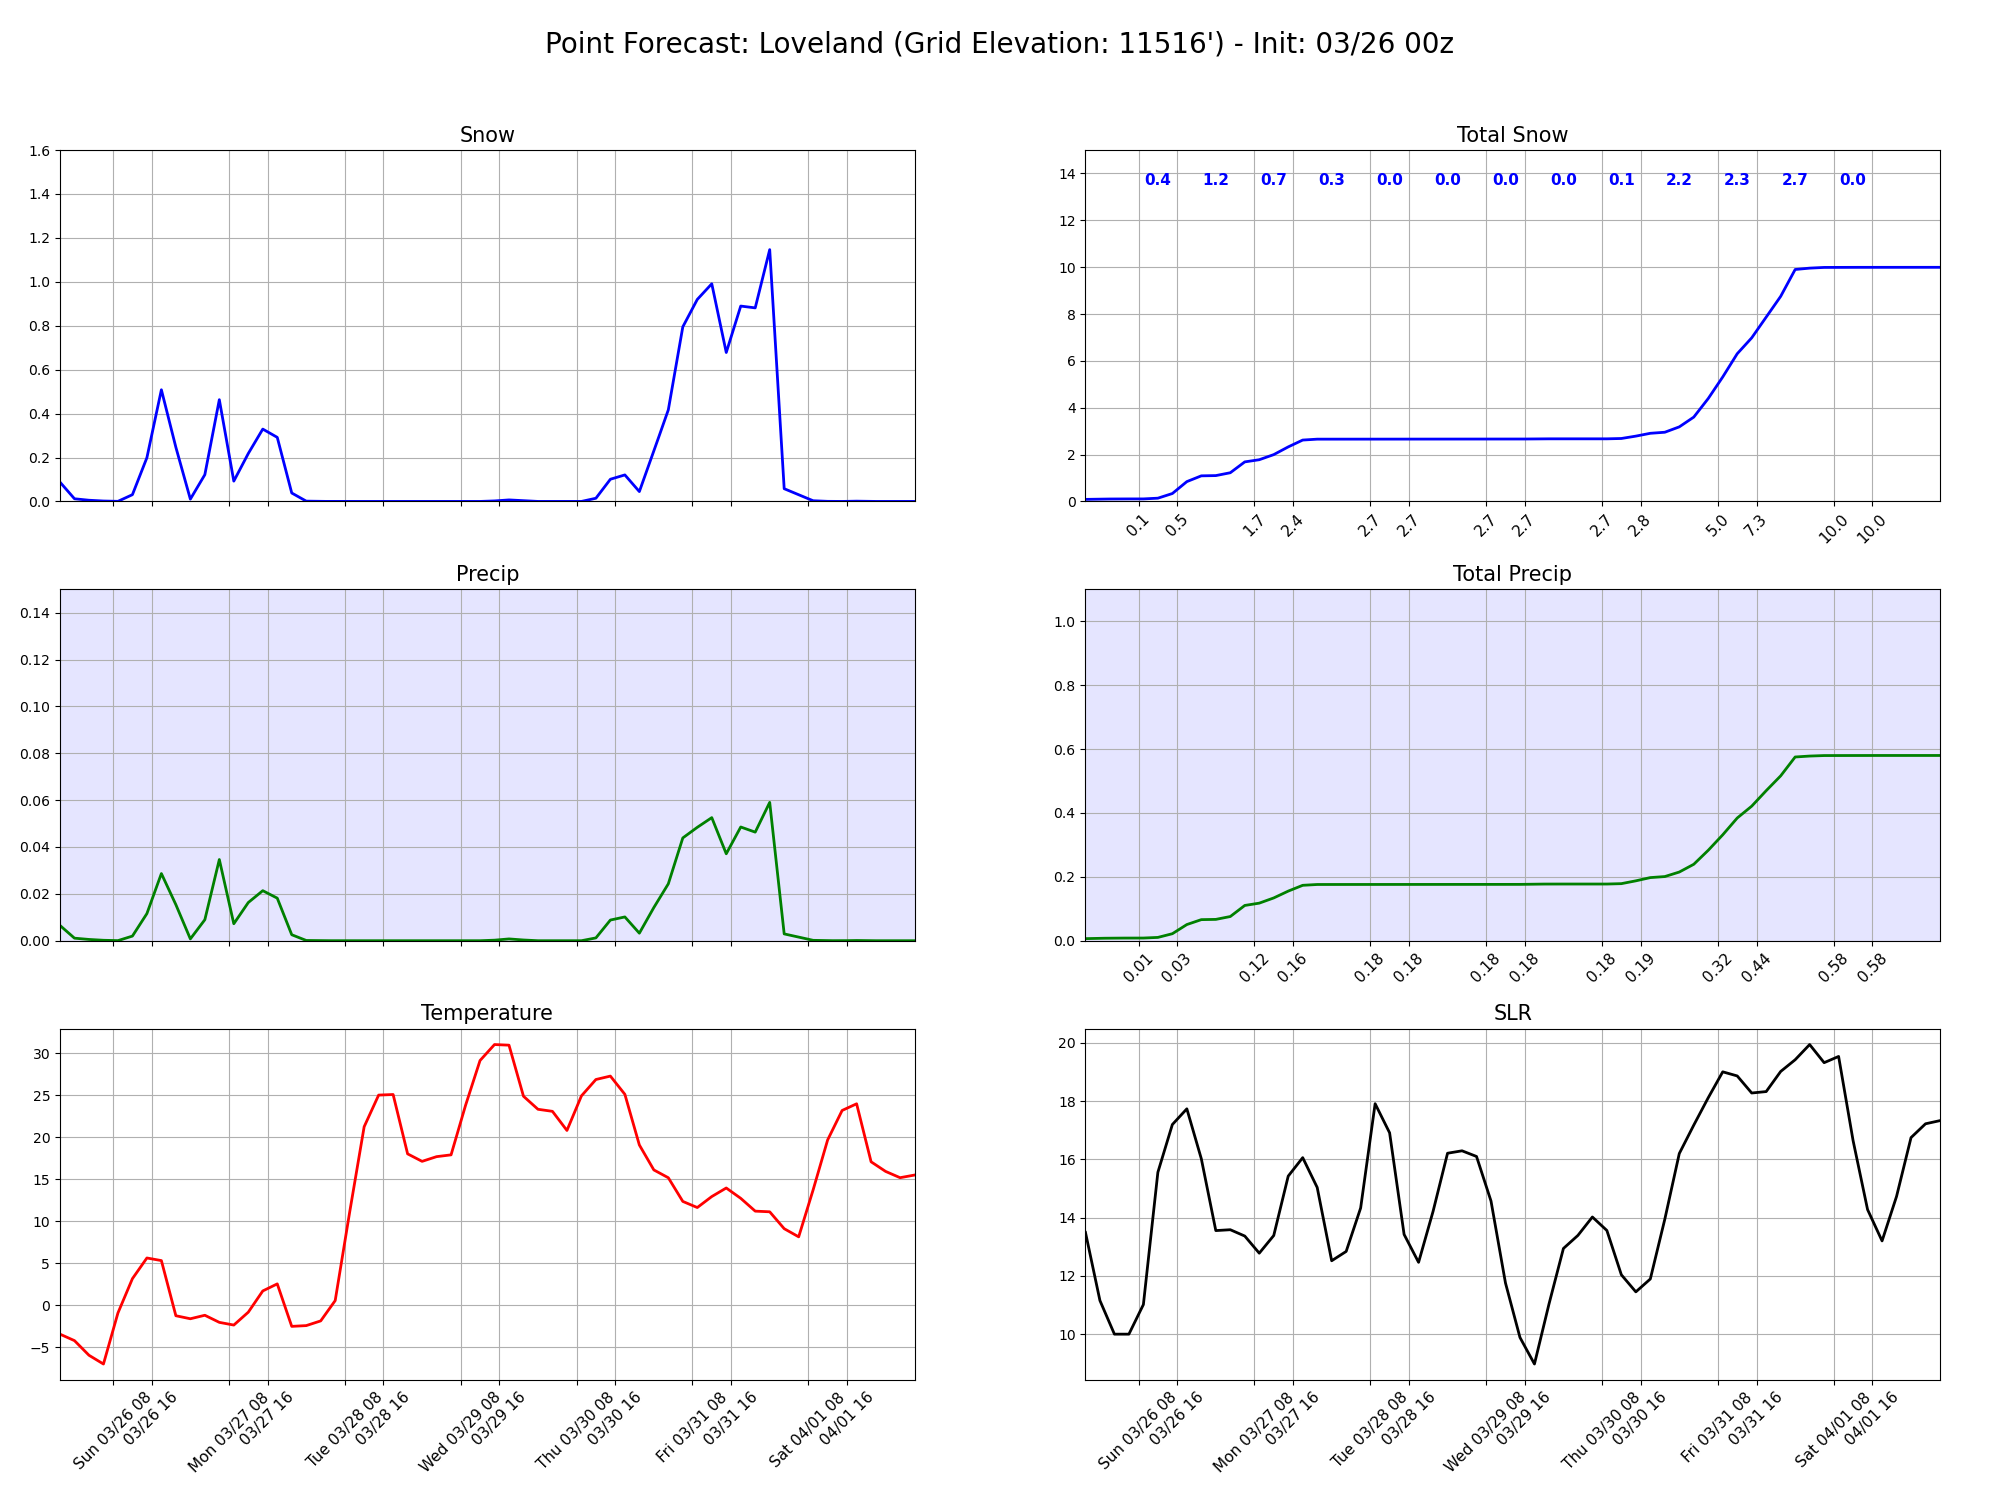 Point Forecast: Loveland (Grid Elevation: 11516') - Init: 03/26 00z
Snow
1.6
1.4
1.2
1.0
0.8
0.6
0.4
0.2
0.0
Total Snow
14
12
10
8
6
4
2
0
0.4 1.2 0.7 0.3 0.0 0.0 0.0 0.0 0.1 2.2 2.3 2.7 0.0
0.1 0.5 1.7 2.4 2.7 2.7 2.7 2.7 2.7 2.8 5.0 7.3 10.0 10.0
Precip
0.14
0.12
0.10
0.08
0.06
0.04
0.02
0.00
Total Precip
1.0
0.8
0.6
0.4
0.2
0.0
0.01 0.03 0.12 0.16 0.18 0.18 0.18 0.18 0.18 0.19 0.32 0.44 0.58 0.58
Temperature
30
25
20
15
10
5
0
−5
Sun 03/26 08
03/26 16
Mon 03/27 08
03/27 16
Tue 03/28 08
03/28 16
Wed 03/29 08
03/29 16
Thu 03/30 08
03/30 16
Fri 03/31 08
03/31 16
Sat 04/01 08
04/01 16
SLR
20
18
16
14
12
10
Sun 03/26 08
03/26 16
Mon 03/27 08
03/27 16
Tue 03/28 08
03/28 16
Wed 03/29 08
03/29 16
Thu 03/30 08
03/30 16
Fri 03/31 08
03/31 16
Sat 04/01 08
04/01 16